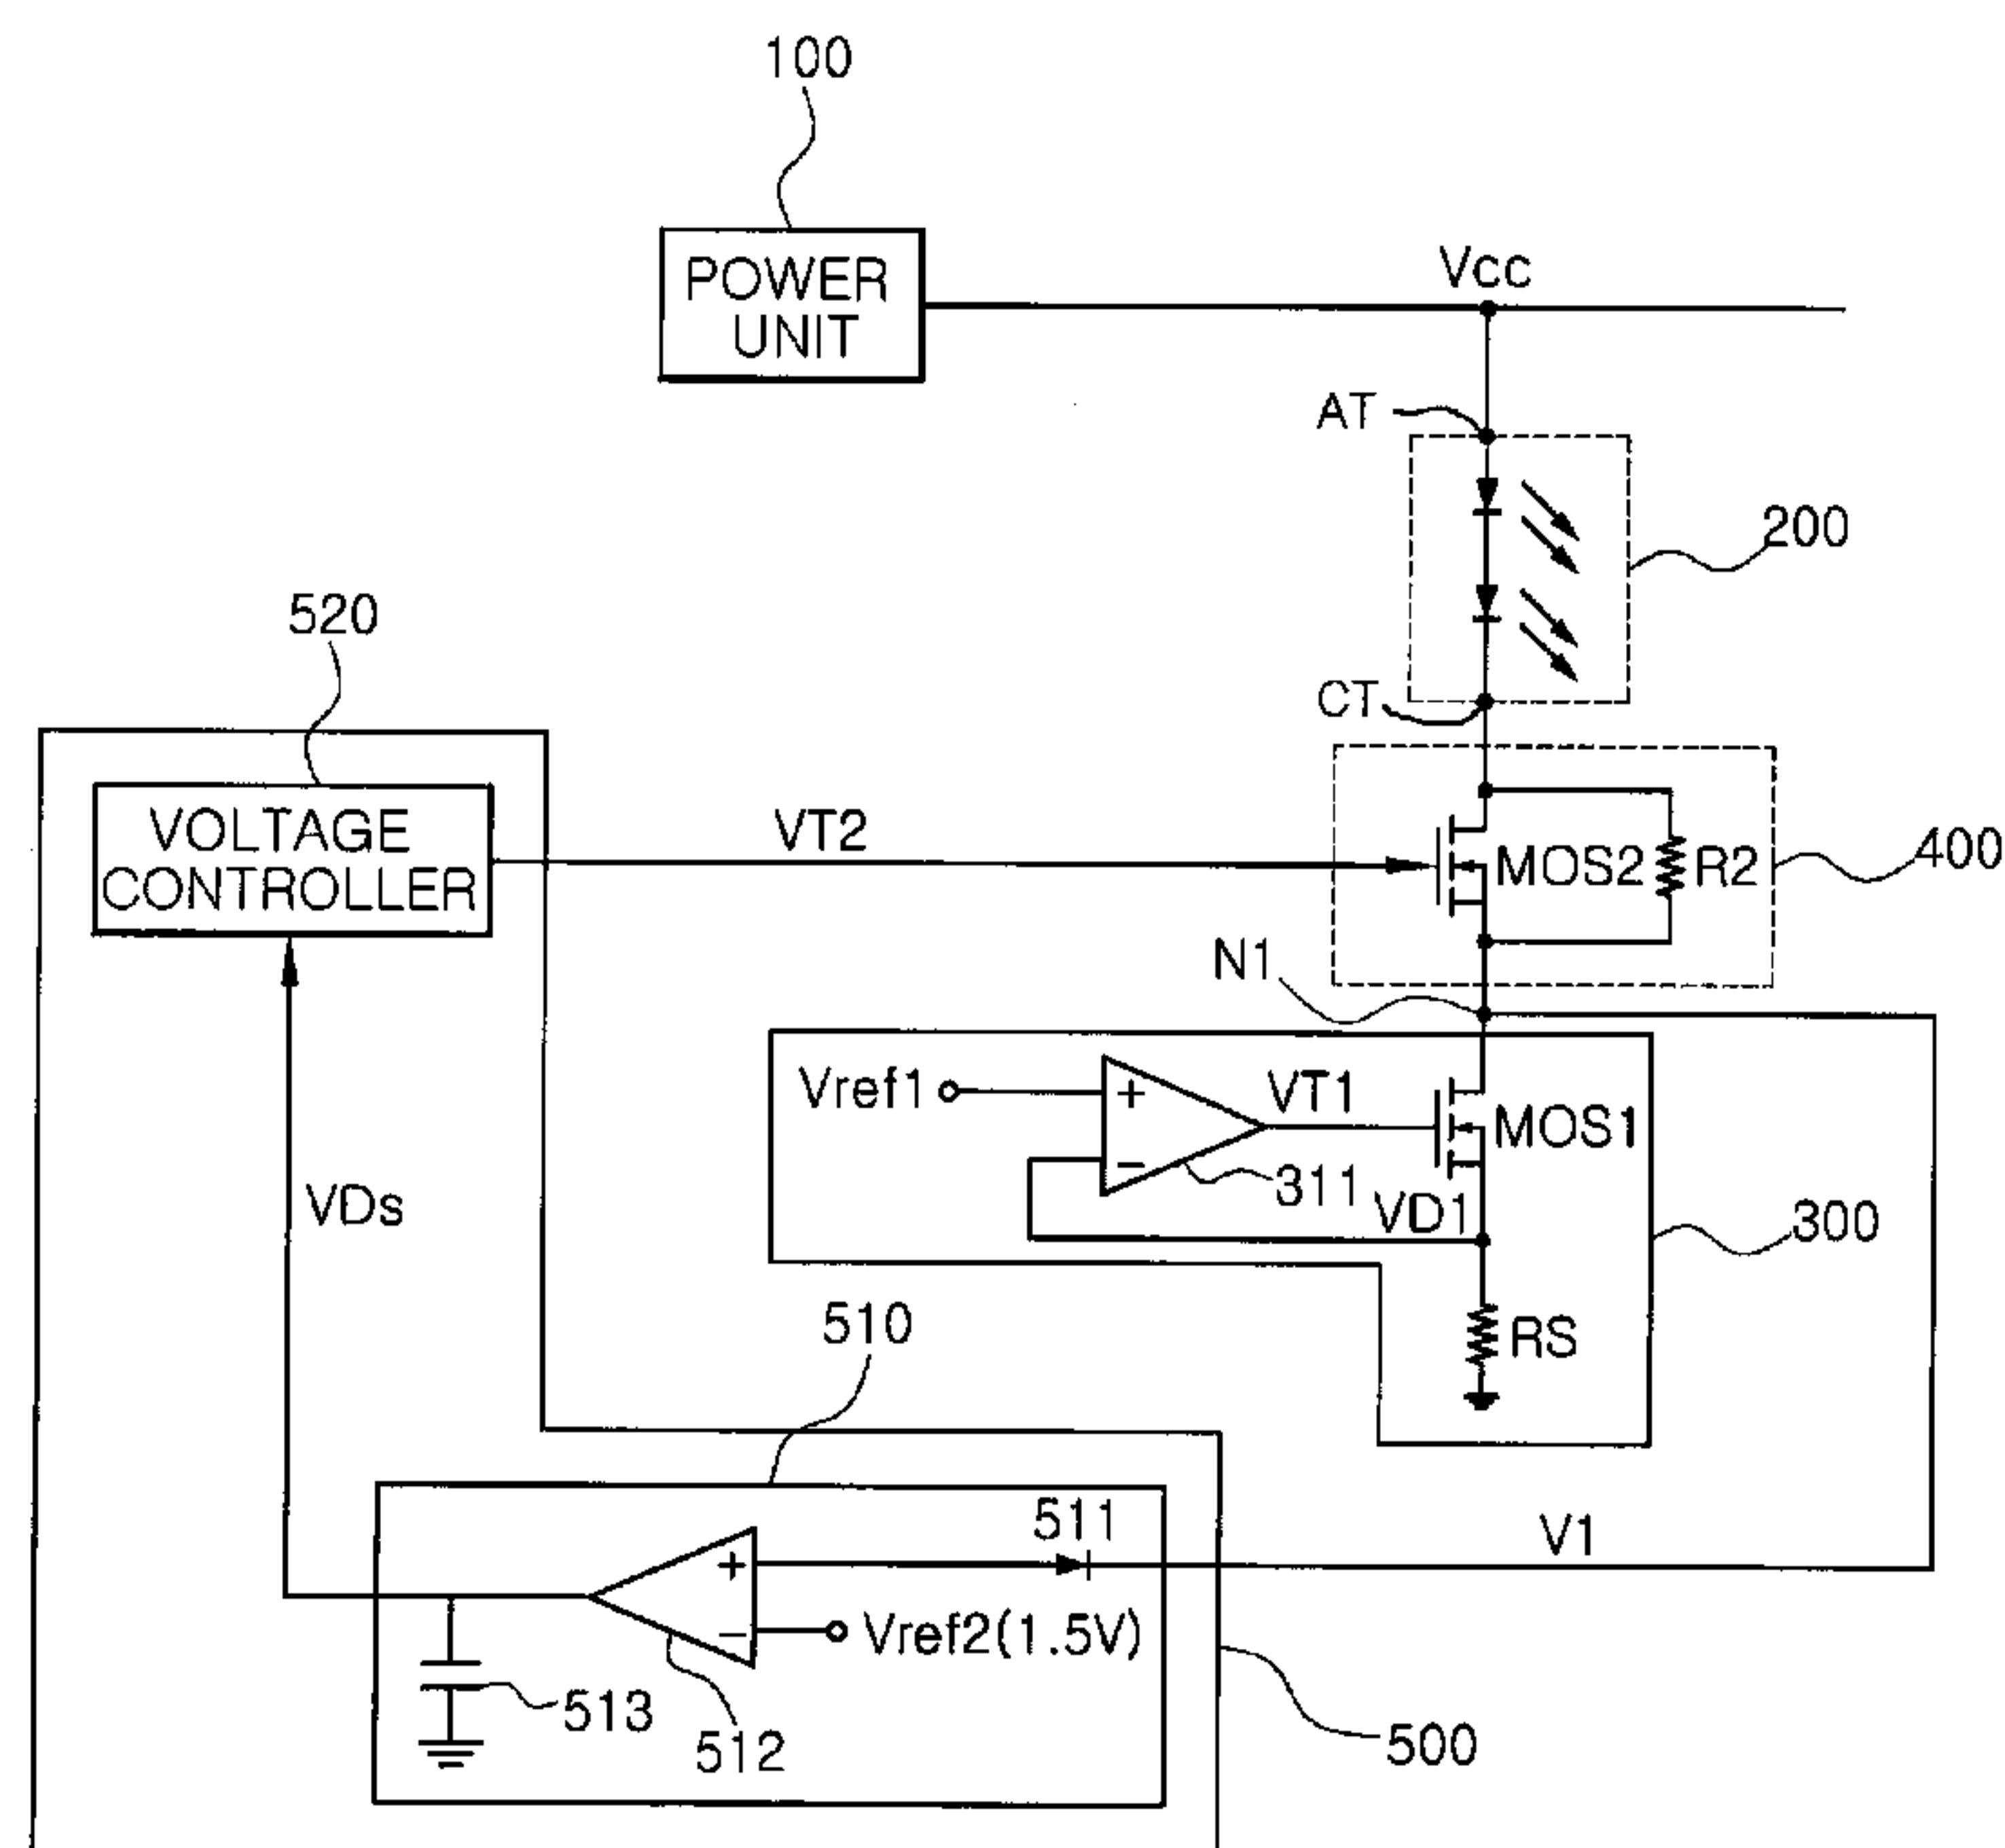 100
POWER
UNIT
Vcc
AT
200
520
CT
VOLTAGE
CONTROLLER
VT2
MOS2
R2
400
N1
Vref1
+
−
VT1
MOS1
311
VD1
300
VDs
RS
510
511
V1
+
−
Vref2(1.5V)
513
512
500